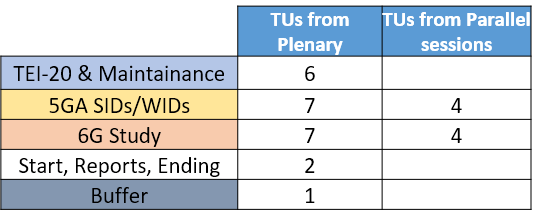 TUs from
Plenary
TUs from Parallel
sessions
TEI-20 & Maintainance
6
5GA SIDs/WIDs
7
4
6G Study
7
4
Start, Reports, Ending
2
Buffer
1